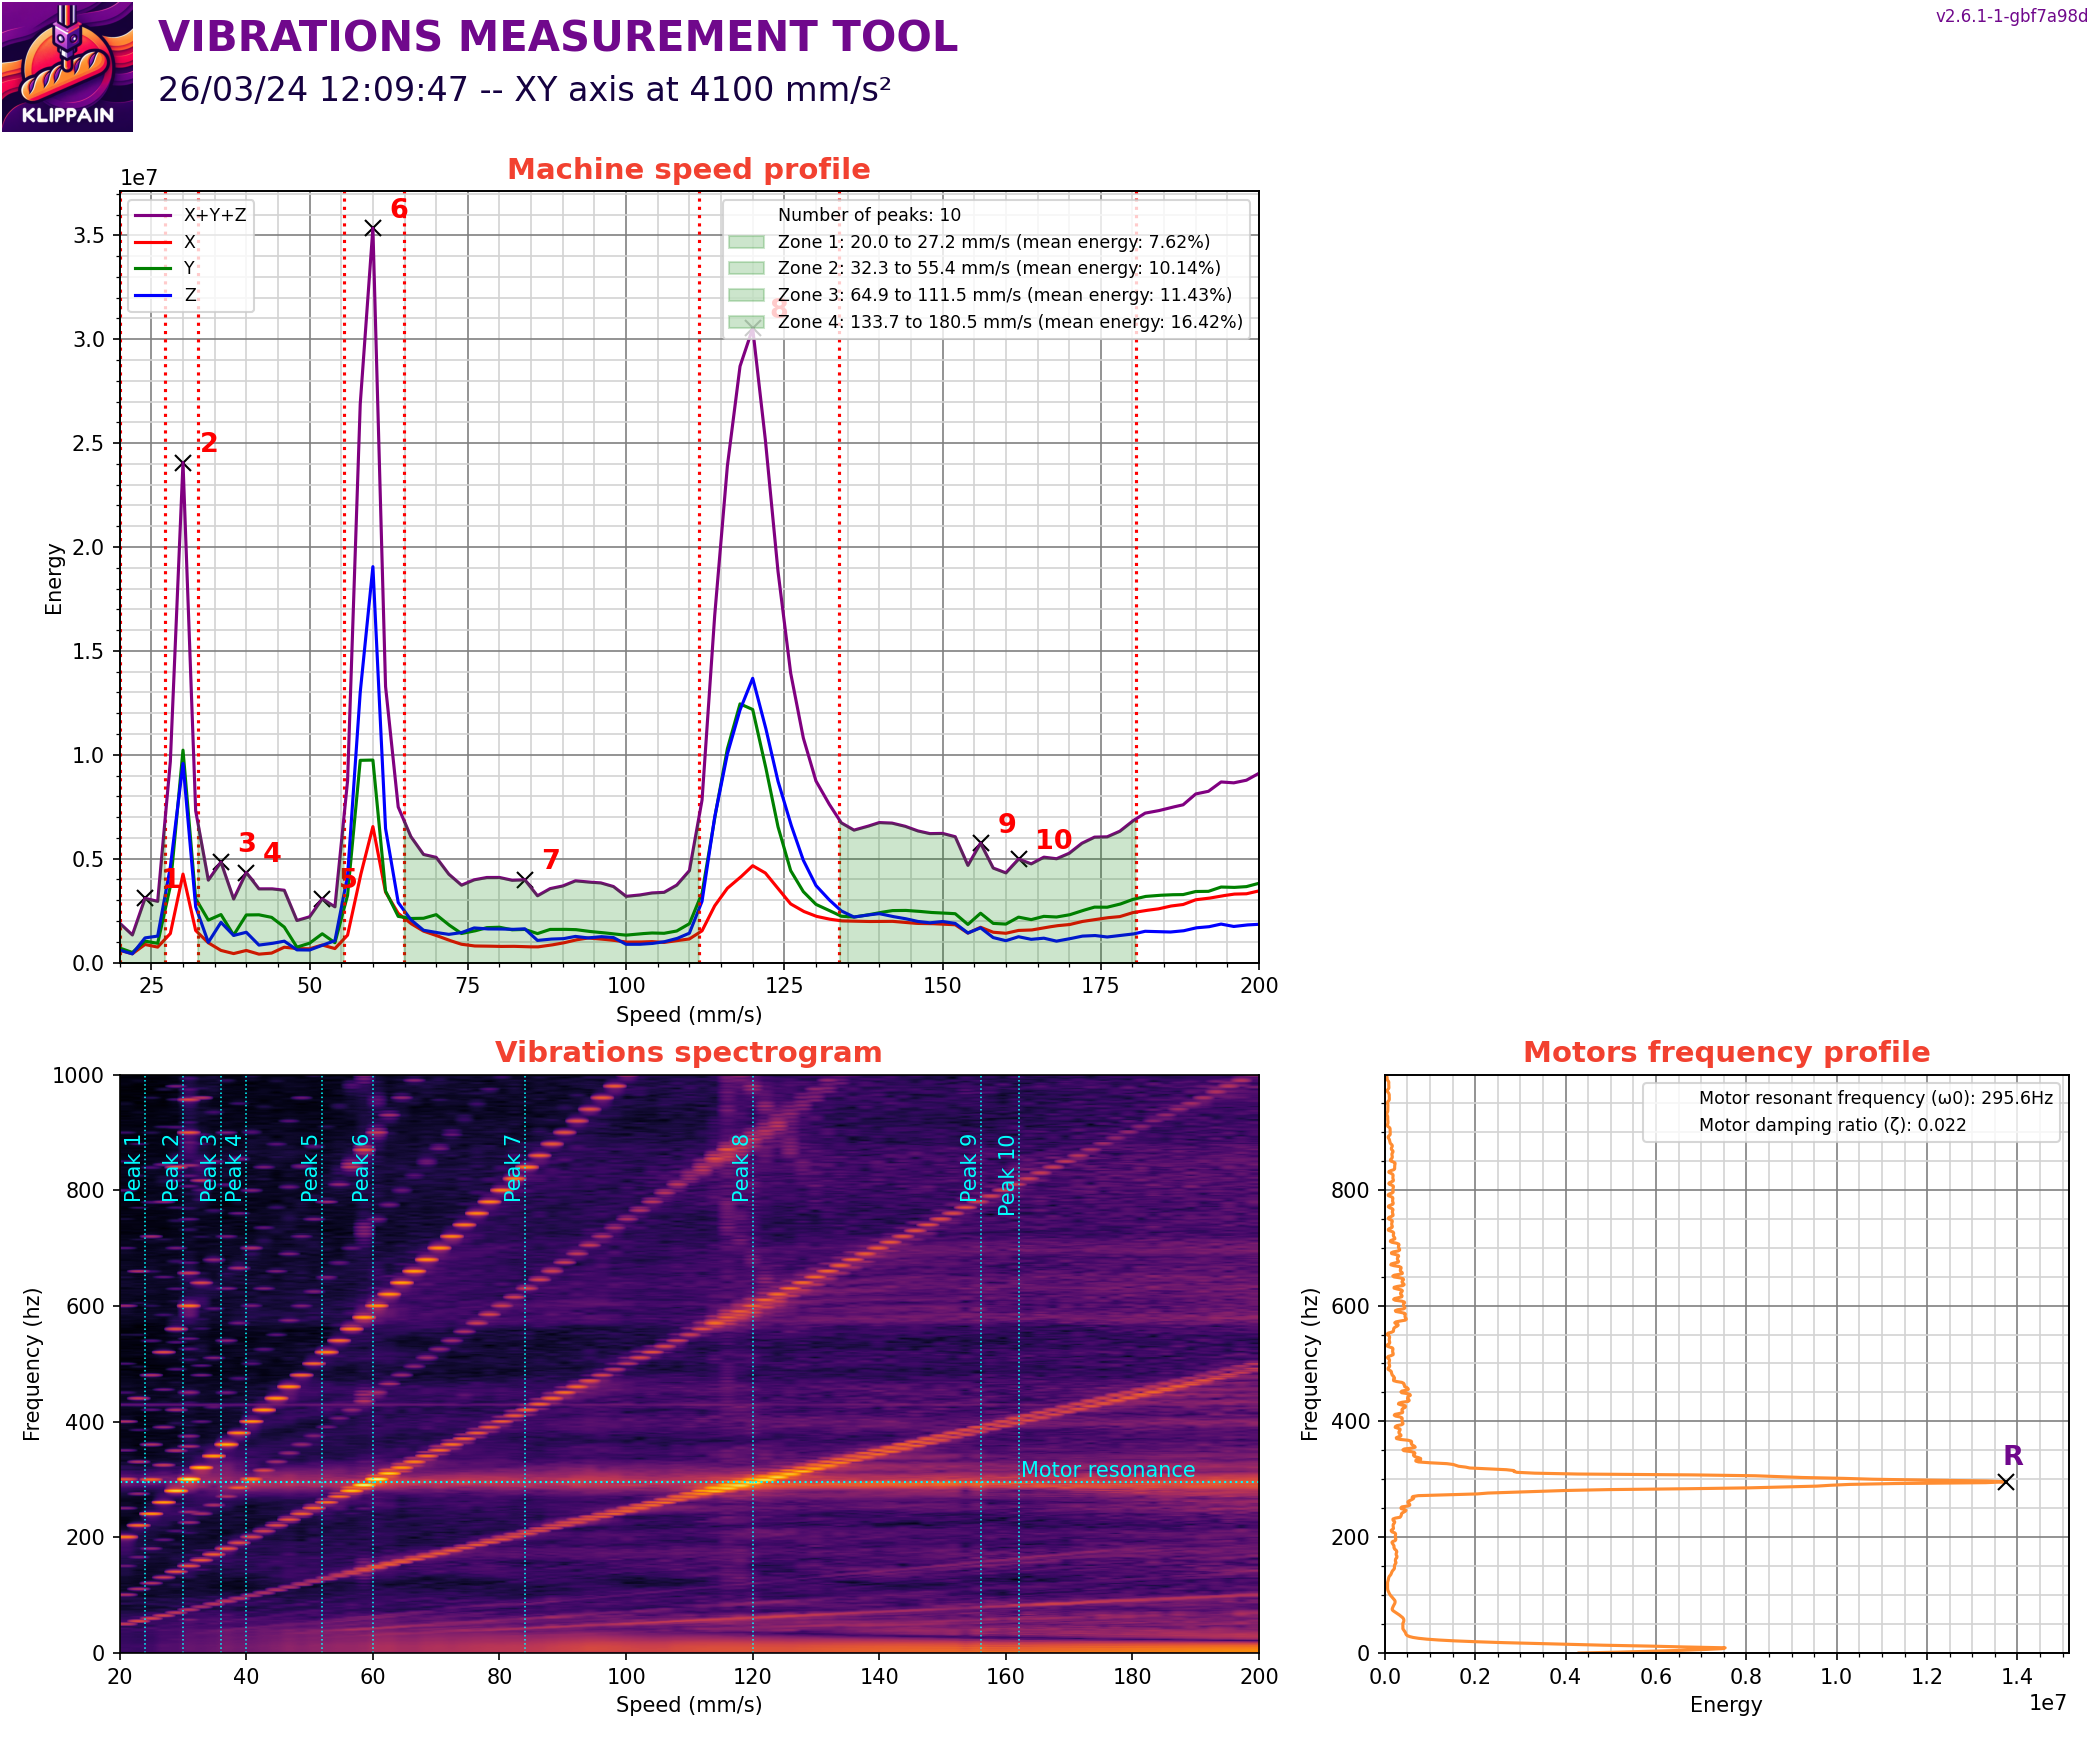 KLIPPAIN
VIBRATIONS MEASUREMENT TOOL
26/03/24 12:09:47 -- XY axis at 4100 mm/s²
v2.6.1-1-gbf7a98d
Machine speed profile
1e7
X+Y+Z
X
Y
Z
Number of peaks: 10
Zone 1: 20.0 to 27.2 mm/s (mean energy: 7.62%)
Zone 2: 32.3 to 55.4 mm/s (mean energy: 10.14%)
Zone 3: 64.9 to 111.5 mm/s (mean energy: 11.43%)
Zone 4: 133.7 to 180.5 mm/s (mean energy: 16.42%)
1
2
3
4
5
6
7
8
9
10
3.5
3.0
2.5
2.0
1.5
1.0
0.5
0.0
Energy
25 50 75 100 125 150 175 200
Speed (mm/s)
Vibrations spectrogram
1000
800
600
400
200
0
Frequency (hz)
Peak 1
Peak 2
Peak 3
Peak 4
Peak 5
Peak 6
Peak 7
Peak 8
Peak 9
Peak 10
Motor resonance
20 40 60 80 100 120 140 160 180 200
Speed (mm/s)
Motors frequency profile
Motor resonant frequency (ω0): 295.6Hz
Motor damping ratio (ζ): 0.022
R
800
600
400
200
0
Frequency (hz)
0.0 0.2 0.4 0.6 0.8 1.0 1.2 1.4
1e7
Energy